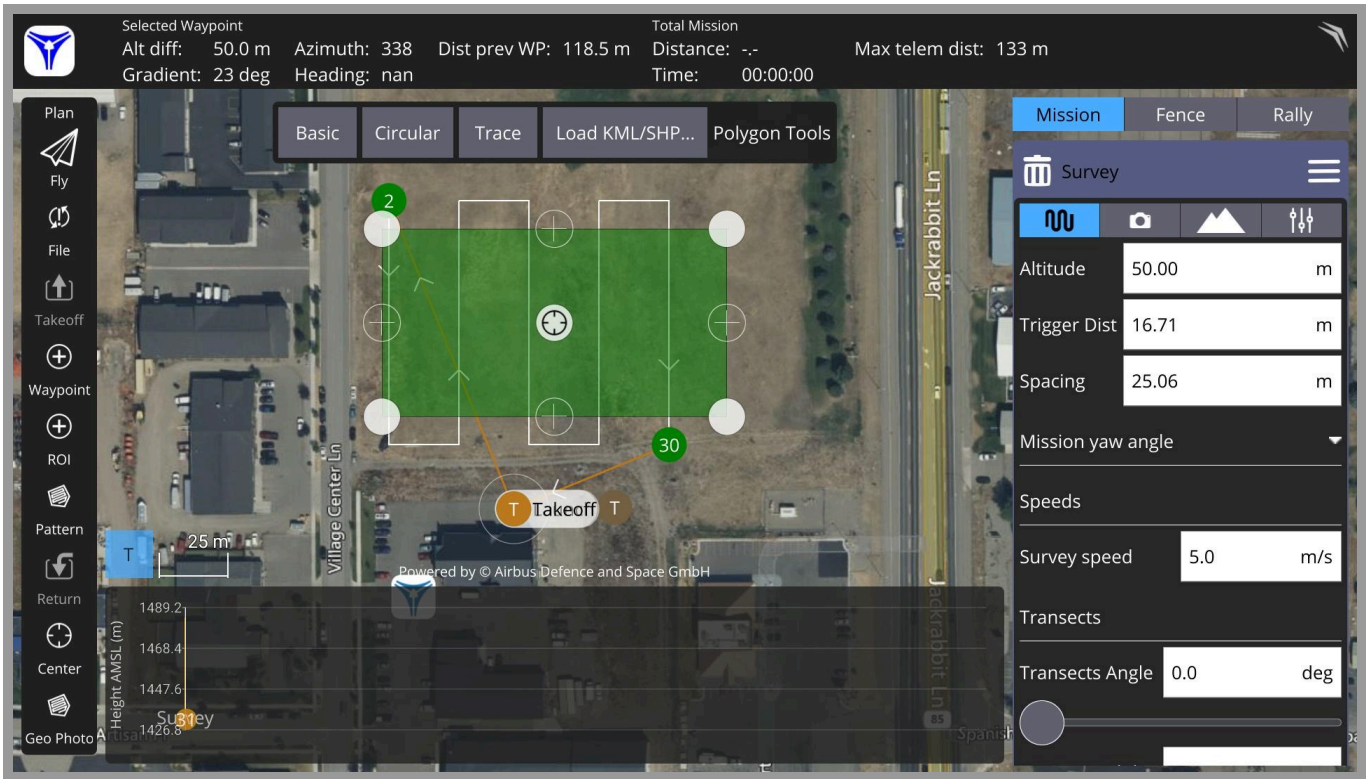 Selected Waypoint
Alt diff: 50.0 m Azimuth: 338 Dist prev WP: 118.5 m
Gradient: 23 deg Heading: nan
Total Mission
Distance: -.- Max telem dist: 133 m
Time: 00:00:00
Plan
Fly
File
Takeoff
Waypoint
ROI
Pattern
Return
Center
Geo Photo
Basic
Circular
Trace
Load KML/SHP...
Polygon Tools
2
30
T Takeoff T
Village Center Ln
Jackrabbit Ln
Jackrabbit Ln
85
T
25 m
Powered by © Airbus Defence and Space GmbH
Height AMSL (m)
1489.2
1468.4
1447.6
1426.8
Survey
31
Mission
Fence
Rally
Survey
Altitude 50.00 m
Trigger Dist 16.71 m
Spacing 25.06 m
Mission yaw angle
Speeds
Survey speed 5.0 m/s
Transects
Transects Angle 0.0 deg